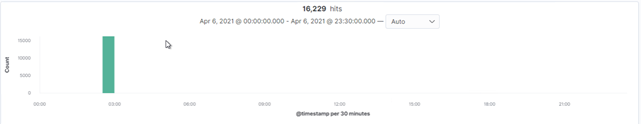 16,229 hits
Apr 6, 2021 @ 00:00:00.000 - Apr 6, 2021 @ 23:30:00.000 —
Auto
Count
15000
10000
5000
0
00:00 03:00 06:00 09:00 12:00 15:00 18:00 21:00
@timestamp per 30 minutes